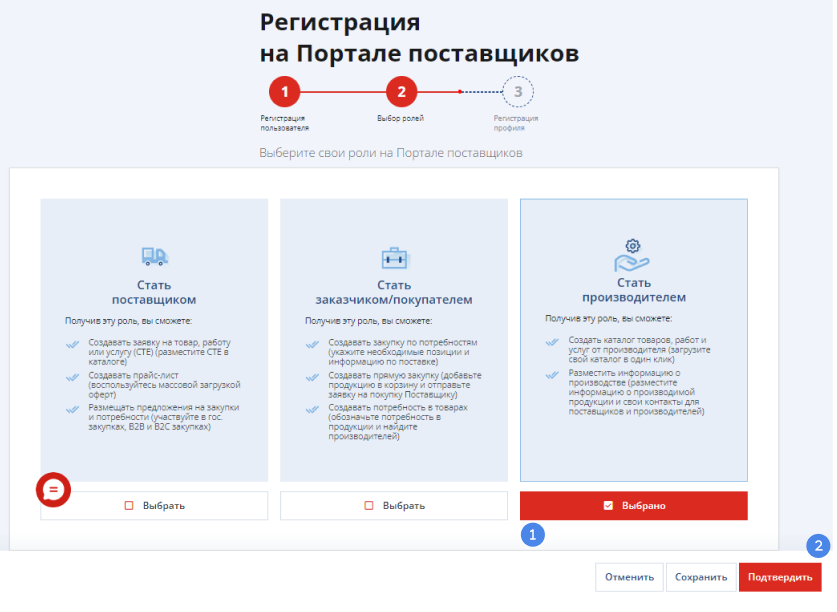 Регистрация
на Портале поставщиков
1
2
3
Регистрация
пользователя
Выбор ролей
Регистрация
профиля
Выберите свои роли на Портале поставщиков
Стать
поставщиком
Получив эту роль, вы сможете:
Создавать заявку на товар, работу
или услугу (СТЕ) (разместите СТЕ в
каталоге)
Создавать прайс-лист
(воспользуйтесь массовой загрузкой
оферт)
Размещать предложения на закупки
и потребности (участвуйте в гос.
закупках, B2B и B2C закупках)
Выбрать
Стать
заказчиком/покупателем
Получив эту роль, вы сможете:
Создавать закупку по потребностям
(укажите необходимые позиции и
информацию по поставке)
Создавать прямую закупку (добавьте
продукцию в корзину и отправьте
заявку на покупку Поставщику)
Создавать потребность в товарах
(обозначьте потребность в
продукции и найдите
производителей)
Выбрать
Стать
производителем
Получив эту роль, вы сможете:
Создать каталог товаров, работ и
услуг от производителя (загрузите
свой каталог в один клик)
Разместить информацию о
производстве (разместите
информацию о производимой
продукции и свои контакты для
поставщиков и производителей)
Выбрано
1
2
Отменить
Сохранить
Подтвердить